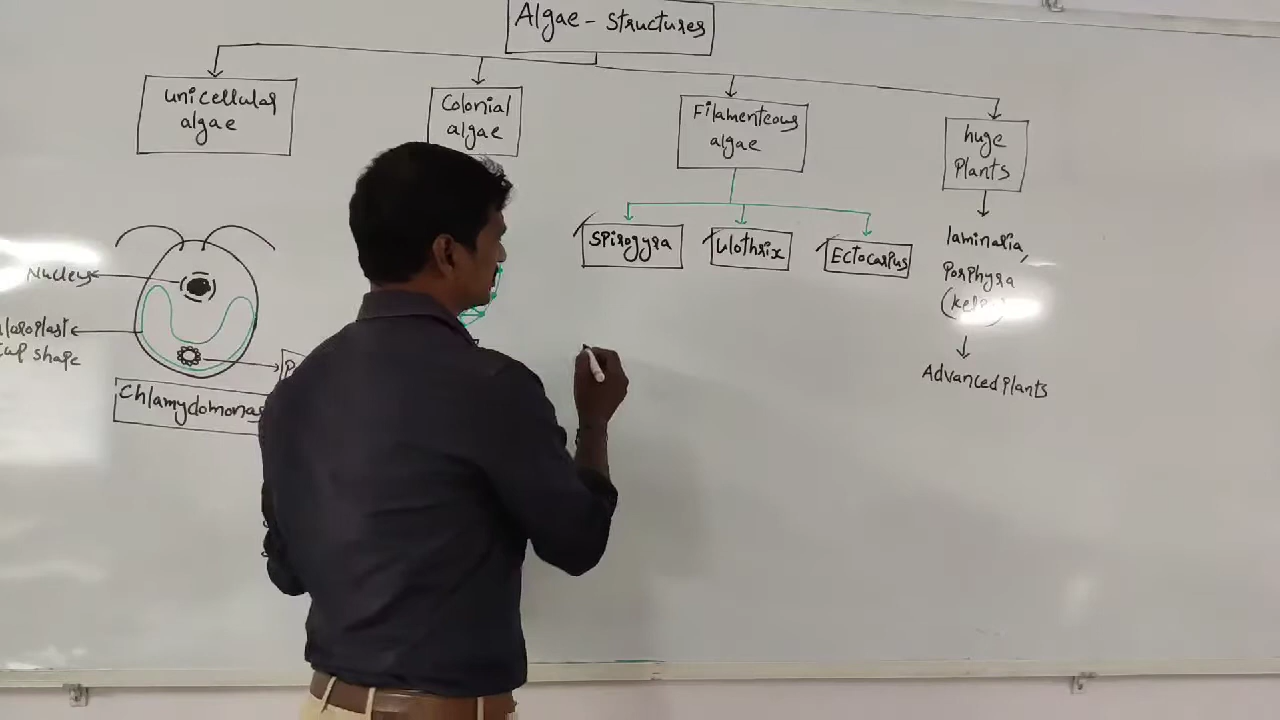 Algae - Structures
unicellular
algae
Colonial
algae
Filamenteous
algae
huge
Plants
Spirogyra
Ulothrix
Ectocarpus
laminaria,
Porphyra
Advanced Plants
Nucleus
shape
Chlamydomonas